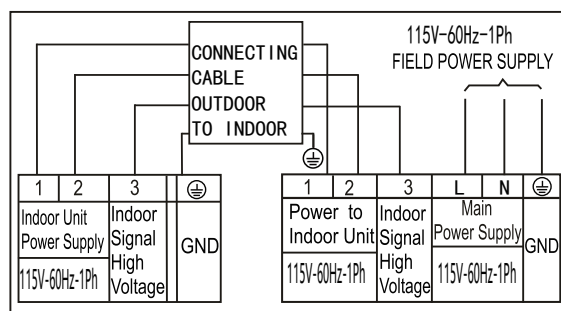 115V-60Hz-1Ph
FIELD POWER SUPPLY
CONNECTING
CABLE
OUTDOOR
TO INDOOR
1 2 3
Indoor Unit
Power Supply
115V-60Hz-1Ph
Indoor
Signal
High
Voltage
GND
1 2 3 L N
Power to
Indoor Unit
115V-60Hz-1Ph
Indoor
Signal
High
Voltage
Main
Power Supply
115V-60Hz-1Ph
GND